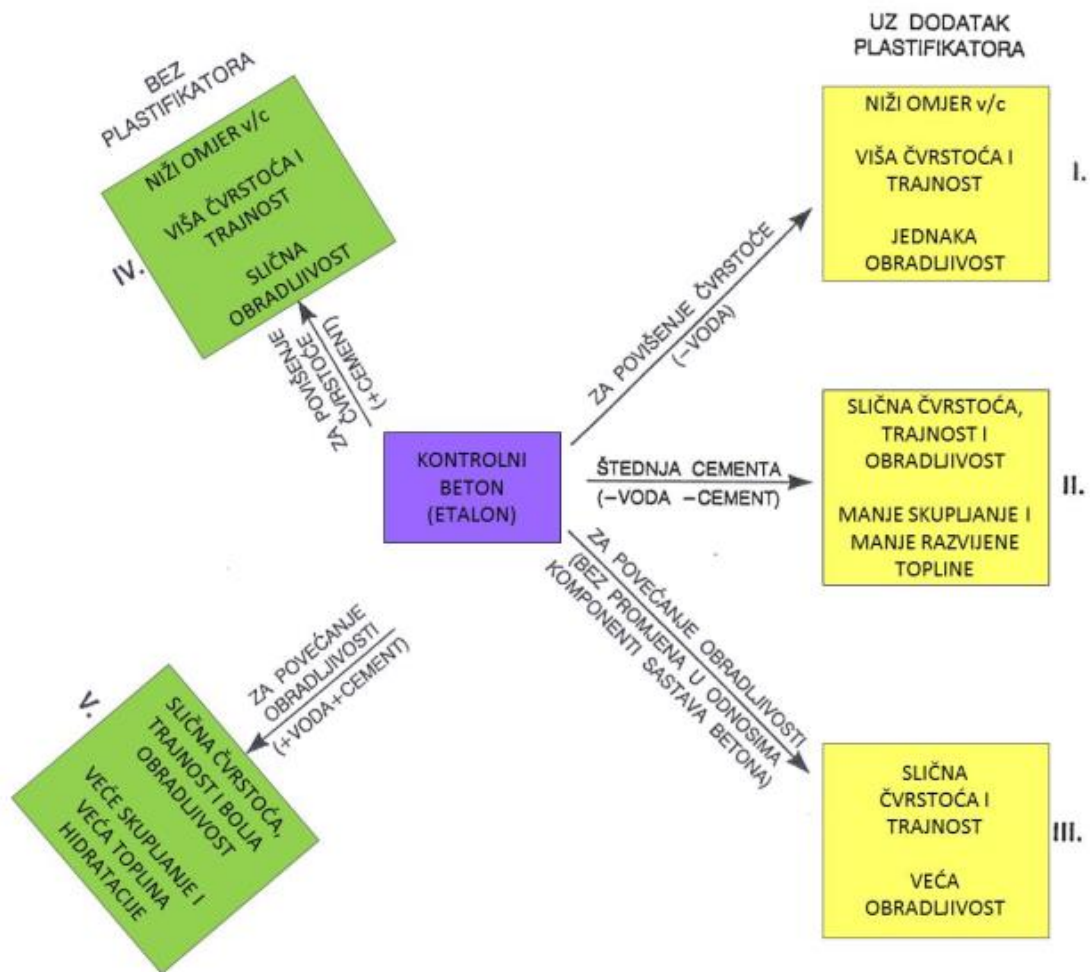 BEZ
PLASTIFIKATORA
NIŽI OMJER v/c
VIŠA ČVRSTOĆA I
TRAJNOST
SLIČNA
OBRADLJIVOST
IV.
ZA POVIŠENJE
ČVRSTOĆE
(+CEMENT)
UZ DODATAK
PLASTIFIKATORA
NIŽI OMJER v/c
VIŠA ČVRSTOĆA I
TRAJNOST
JEDNAKA
OBRADLJIVOST
I.
ZA POVIŠENJE ČVRSTOĆE
(−VODA)
KONTROLNI
BETON
(ETALON)
ŠTEDNJA CEMENTA
(−VODA −CEMENT)
SLIČNA ČVRSTOĆA,
TRAJNOST I
OBRADLJIVOST
MANJE SKUPLJANJE I
MANJE RAZVIJENE
TOPLINE
II.
ZA POVEĆANJE OBRADLJIVOSTI
(BEZ PROMJENA U ODNOSIMA
KOMPONENTI SASTAVA BETONA)
SLIČNA
ČVRSTOĆA I
TRAJNOST
VEĆA
OBRADLJIVOST
III.
ZA POVEĆANJE
OBRADLJIVOSTI
(+VODA+CEMENT)
V.
SLIČNA ČVRSTOĆA,
TRAJNOST I BOLJA
OBRADLJIVOST
VEĆE SKUPLJANJE I
VEĆA TOPLINA
HIDRATACIJE